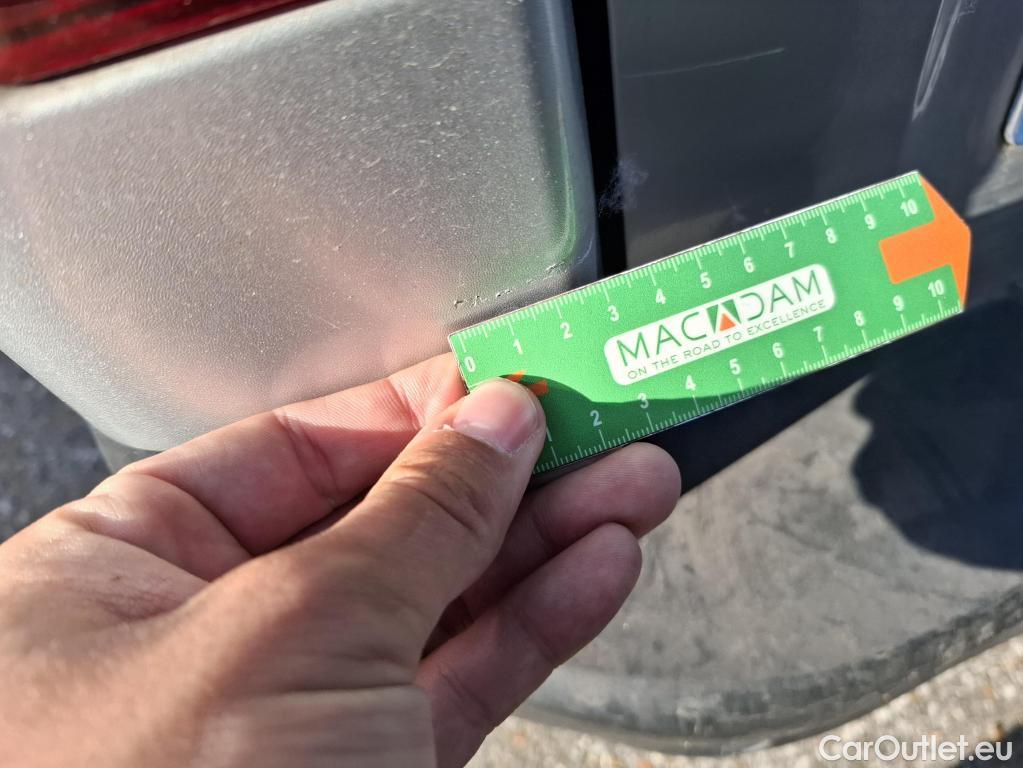 0 1 2 3 4 5 6 7 8 9 10
MACADAM
ON THE ROAD TO EXCELLENCE
1 2 3 4 5 6 7 8 9 10
CarOutlet.eu